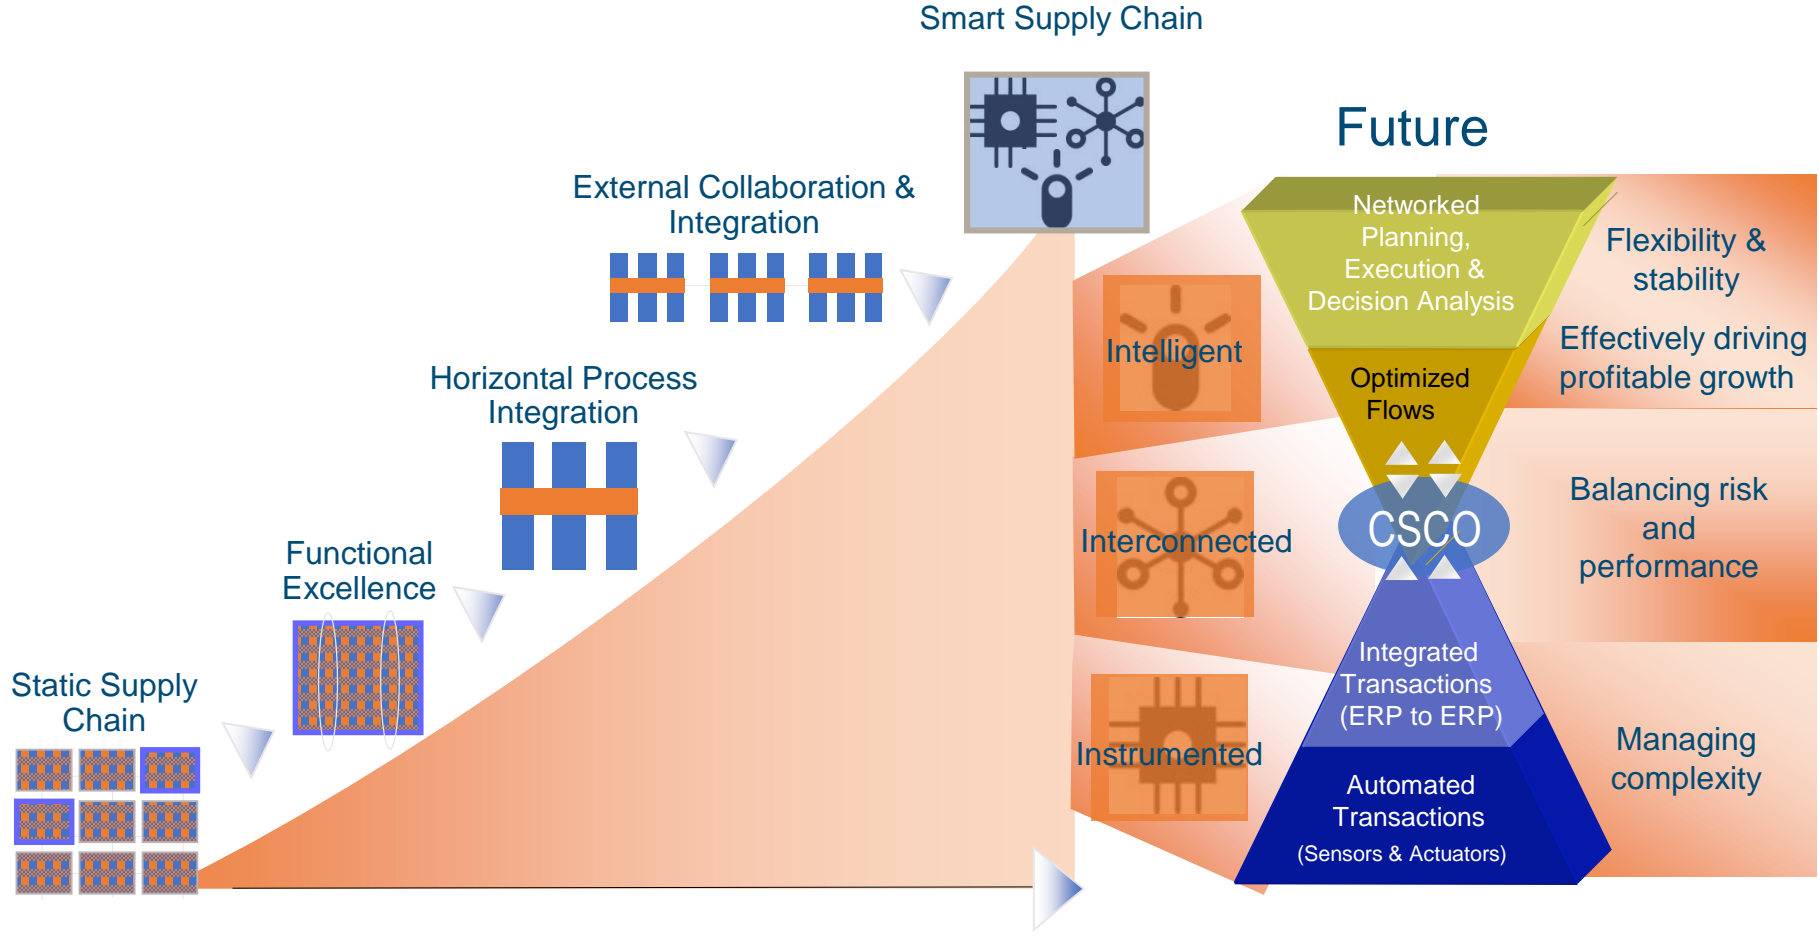 Smart Supply Chain
Future
External Collaboration &
Integration
Horizontal Process
Integration
Functional
Excellence
Static Supply
Chain
Intelligent
Interconnected
Instrumented
Networked
Planning,
Execution &
Decision Analysis
Optimized
Flows
CSCO
Integrated
Transactions
(ERP to ERP)
Automated
Transactions
(Sensors & Actuators)
Flexibility &
stability
Effectively driving
profitable growth
Balancing risk
and
performance
Managing
complexity